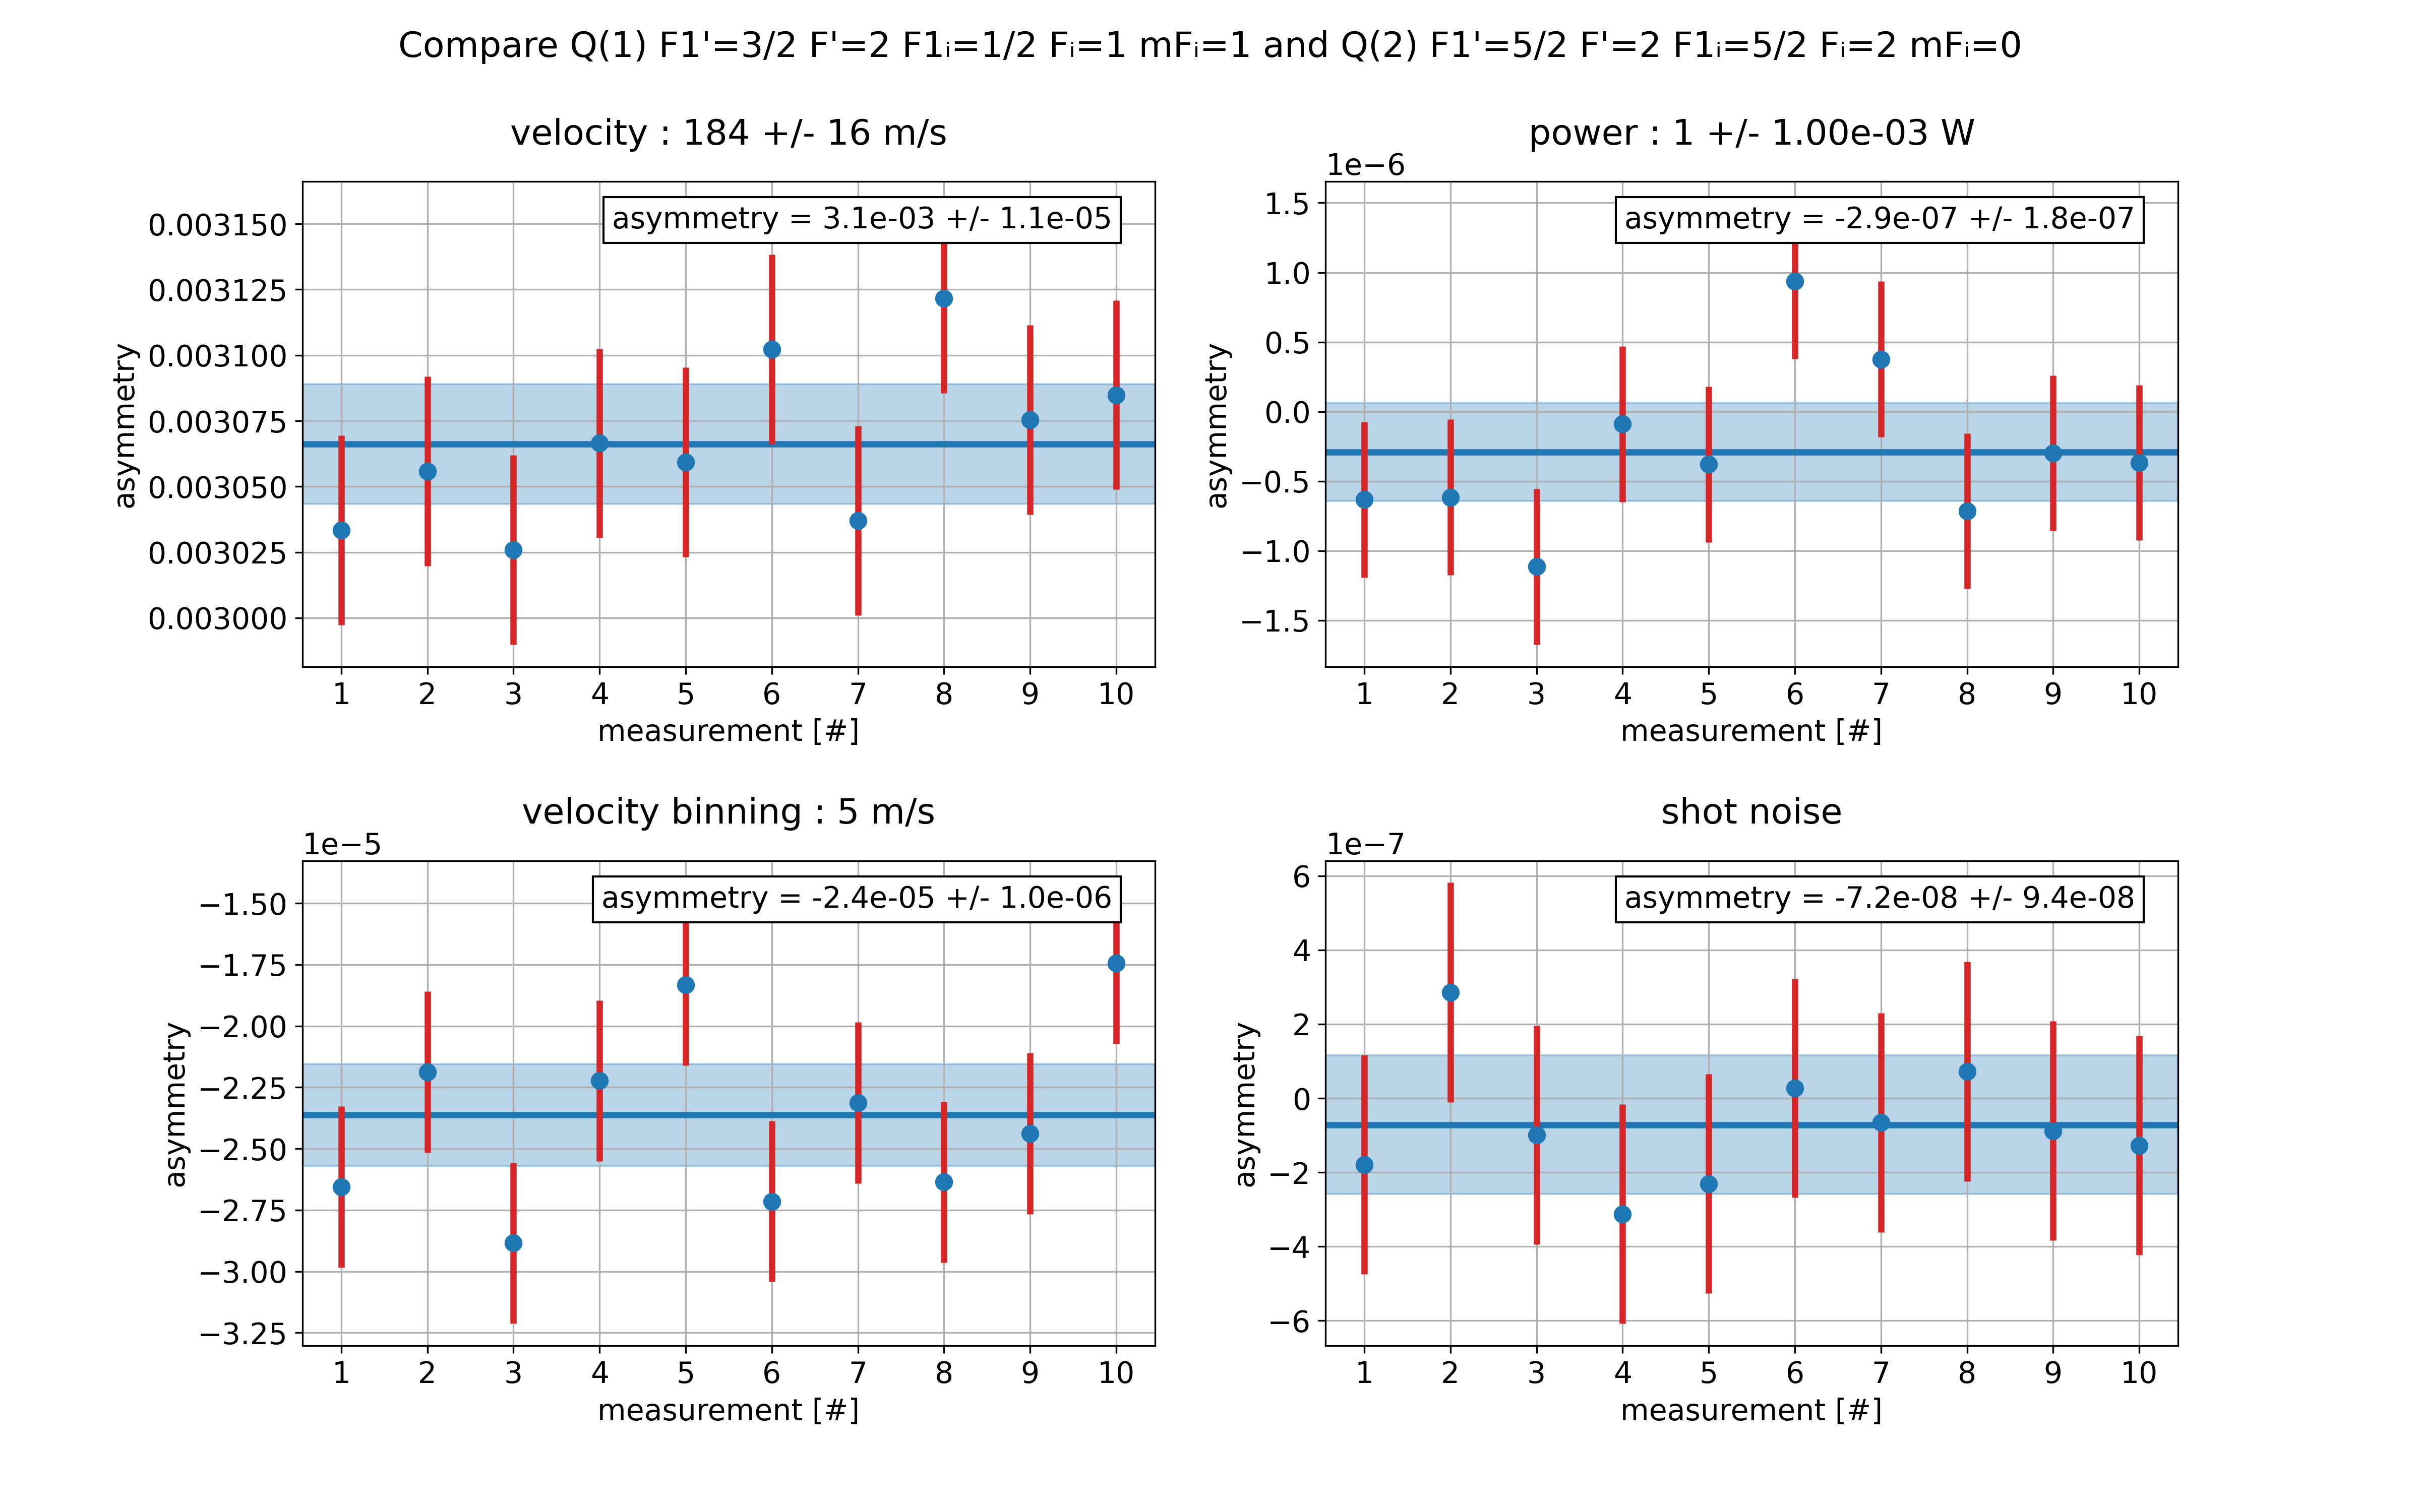 Compare Q(1) F1'=3/2 F'=2 F1ᵢ=1/2 Fᵢ=1 mFᵢ=1 and Q(2) F1'=5/2 F'=2 F1ᵢ=5/2 Fᵢ=2 mFᵢ=0
velocity : 184 +/- 16 m/s
asymmetry = 3.1e-03 +/- 1.1e-05
0.003150
0.003125
0.003100
0.003075
0.003050
0.003025
0.003000
asymmetry
1 2 3 4 5 6 7 8 9 10
measurement [#]
power : 1 +/- 1.00e-03 W
1e−6
asymmetry = -2.9e-07 +/- 1.8e-07
1.5
1.0
0.5
0.0
−0.5
−1.0
−1.5
asymmetry
1 2 3 4 5 6 7 8 9 10
measurement [#]
velocity binning : 5 m/s
1e−5
asymmetry = -2.4e-05 +/- 1.0e-06
−1.50
−1.75
−2.00
−2.25
−2.50
−2.75
−3.00
−3.25
asymmetry
1 2 3 4 5 6 7 8 9 10
measurement [#]
shot noise
1e−7
asymmetry = -7.2e-08 +/- 9.4e-08
6
4
2
0
−2
−4
−6
asymmetry
1 2 3 4 5 6 7 8 9 10
measurement [#]